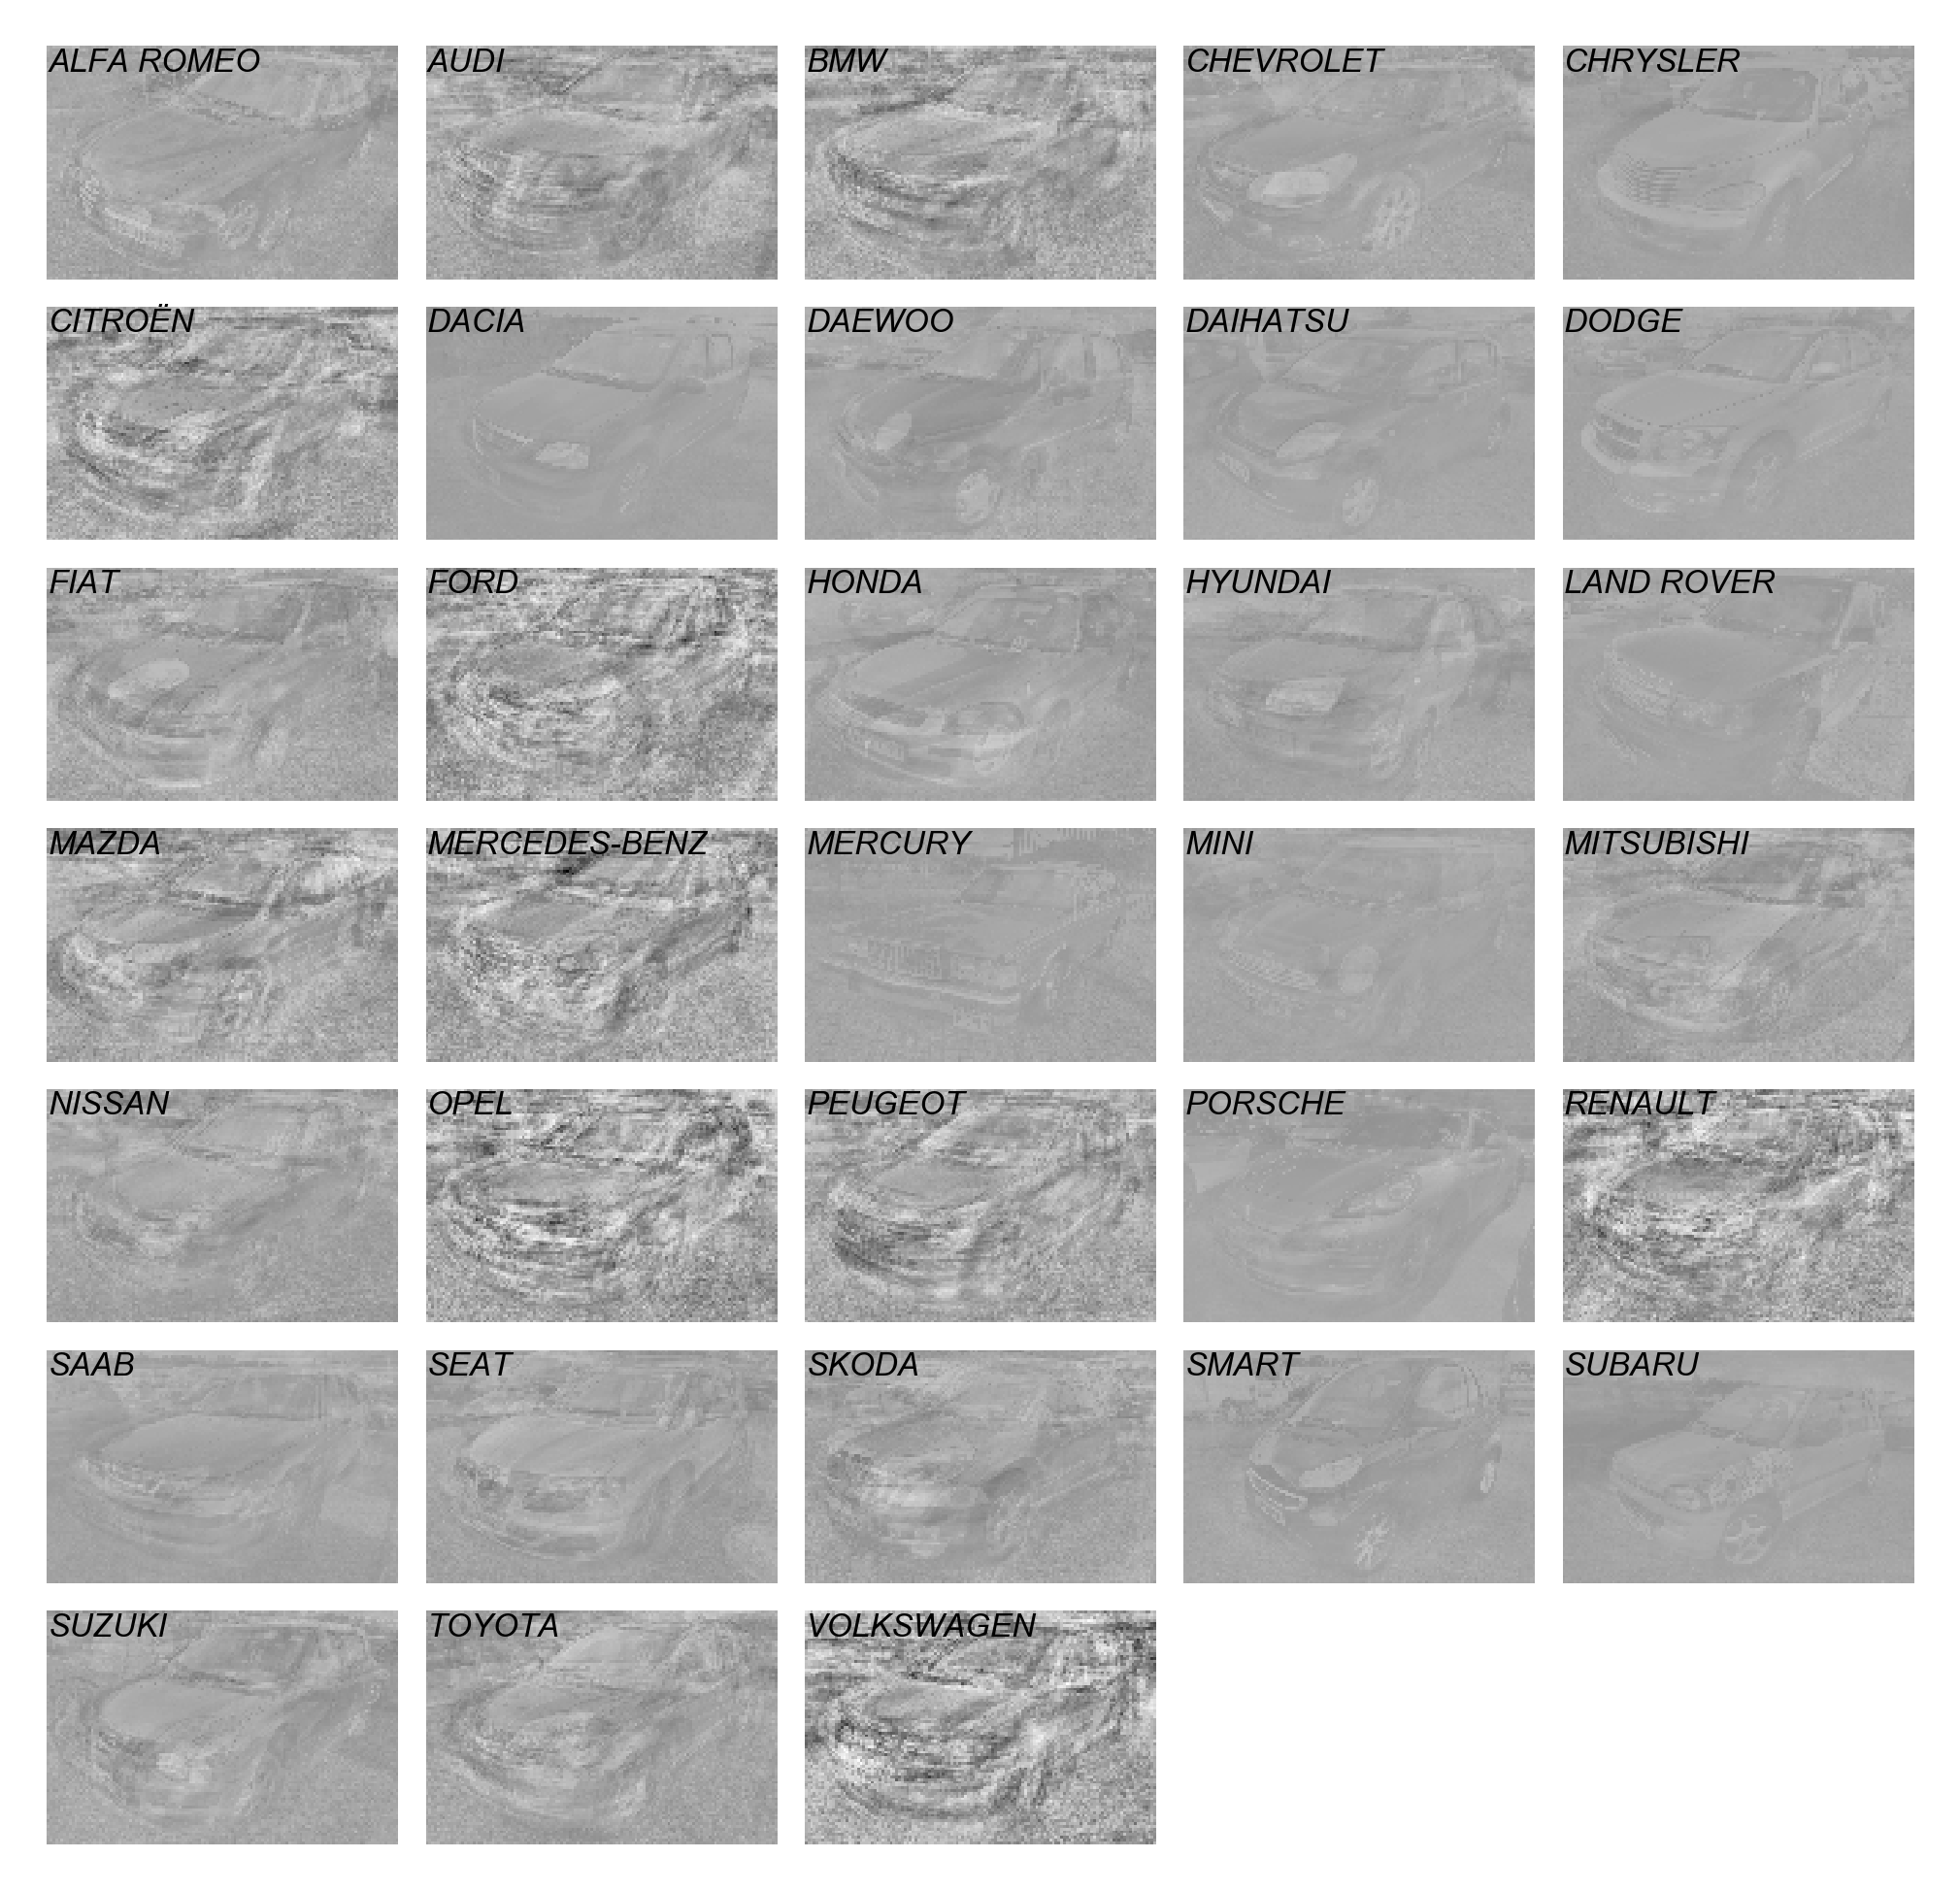 ALFA ROMEO
AUDI
BMW
CHEVROLET
CHRYSLER
CITROËN
DACIA
DAEWOO
DAIHATSU
DODGE
FIAT
FORD
HONDA
HYUNDAI
LAND ROVER
MAZDA
MERCEDES-BENZ
MERCURY
MINI
MITSUBISHI
NISSAN
OPEL
PEUGEOT
PORSCHE
RENAULT
SAAB
SEAT
SKODA
SMART
SUBARU
SUZUKI
TOYOTA
VOLKSWAGEN